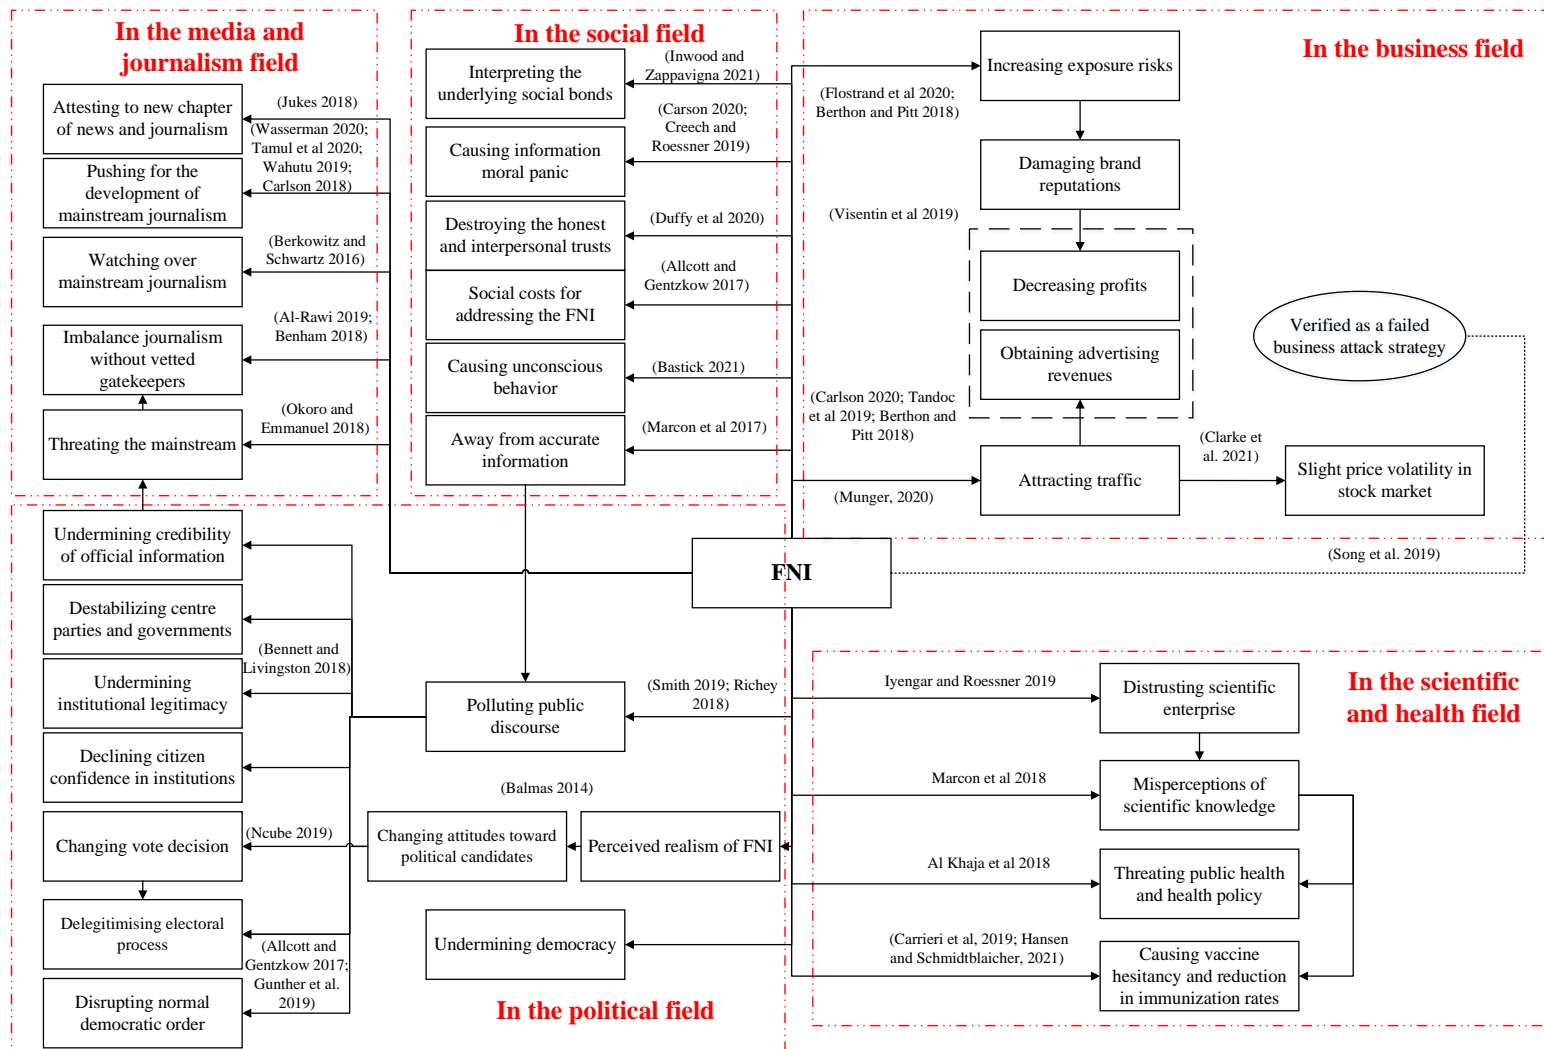 In the media and
journalism field
Attesting to new chapter
of news and journalism
(Jukes 2018)
(Wasserman 2020;
Tamul et al 2020;
Wahutu 2019;
Carlson 2018)
Pushing for the
development of
mainstream journalism
Watching over
mainstream journalism
(Berkowitz and
Schwartz 2016)
Imbalance journalism
without vetted
gatekeepers
(Al-Rawi 2019;
Benham 2018)
Threating the mainstream
(Okoro and
Emmanuel 2018)
In the social field
Interpreting the
underlying social bonds
(Inwood and
Zappavigna 2021)
Causing information
moral panic
(Carson 2020;
Creech and
Roessner 2019)
Destroying the honest
and interpersonal trusts
(Duffy et al 2020)
Social costs for
addressing the FNI
(Allcott and
Gentzkow 2017)
Causing unconscious
behavior
(Bastick 2021)
Away from accurate
information
(Marcon et al 2017)
In the business field
Increasing exposure risks
(Flostrand et al 2020;
Berthon and Pitt 2018)
Damaging brand
reputations
(Visentin et al 2019)
Decreasing profits
Obtaining advertising
revenues
Verified as a failed
business attack strategy
(Carlson 2020; Tandoc
et al 2019; Berthon and
Pitt 2018)
Attracting traffic
(Munger, 2020)
(Clarke et
al. 2021)
Slight price volatility in
stock market
(Song et al. 2019)
FNI
Undermining credibility
of official information
Destabilizing centre
parties and governments
(Bennett and
Livingston 2018)
Undermining
institutional legitimacy
Declining citizen
confidence in institutions
Polluting public
discourse
(Smith 2019; Richey
2018)
(Balmas 2014)
Changing vote decision
(Ncube 2019)
Changing attitudes toward
political candidates
Perceived realism of FNI
Delegitimising electoral
process
(Allcott and
Gentzkow 2017;
Gunther et al.
2019)
Disrupting normal
democratic order
Undermining democracy
In the political field
In the scientific
and health field
Iyengar and Roessner 2019
Distrusting scientific
enterprise
Marcon et al 2018
Misperceptions of
scientific knowledge
Al Khaja et al 2018
Threating public health
and health policy
(Carrieri et al, 2019; Hansen
and Schmidtblaicher, 2021)
Causing vaccine
hesitancy and reduction
in immunization rates